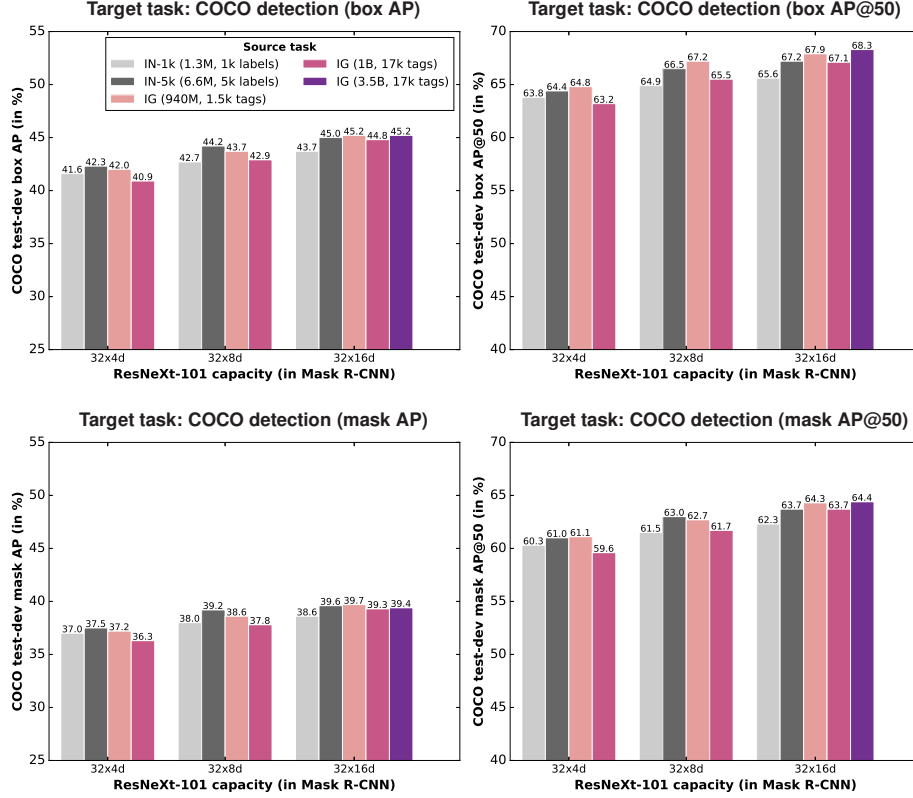 Target task: COCO detection (box AP)
55
50
45
40
35
30
25
COCO test-dev box AP (in %)
Source task
IN-1k (1.3M, 1k labels)
IN-5k (6.6M, 5k labels)
IG (940M, 1.5k tags)
IG (1B, 17k tags)
IG (3.5B, 17k tags)
41.6 42.3 42.0 40.9
42.7 44.2 43.7 42.9
43.7 45.0 45.2 44.8 45.2
32x4d 32x8d 32x16d
ResNeXt-101 capacity (in Mask R-CNN)
Target task: COCO detection (box AP@50)
70
65
60
55
50
45
40
COCO test-dev box AP@50 (in %)
63.8 64.4 64.8 63.2
64.9 66.5 67.2 65.5
65.6 67.2 67.9 67.1 68.3
32x4d 32x8d 32x16d
ResNeXt-101 capacity (in Mask R-CNN)
Target task: COCO detection (mask AP)
55
50
45
40
35
30
25
COCO test-dev mask AP (in %)
37.0 37.5 37.2 36.3
38.0 39.2 38.6 37.8
38.6 39.6 39.7 39.3 39.4
32x4d 32x8d 32x16d
ResNeXt-101 capacity (in Mask R-CNN)
Target task: COCO detection (mask AP@50)
70
65
60
55
50
45
40
COCO test-dev mask AP@50 (in %)
60.3 61.0 61.1 59.6
61.5 63.0 62.7 61.7
62.3 63.7 64.3 63.7 64.4
32x4d 32x8d 32x16d
ResNeXt-101 capacity (in Mask R-CNN)